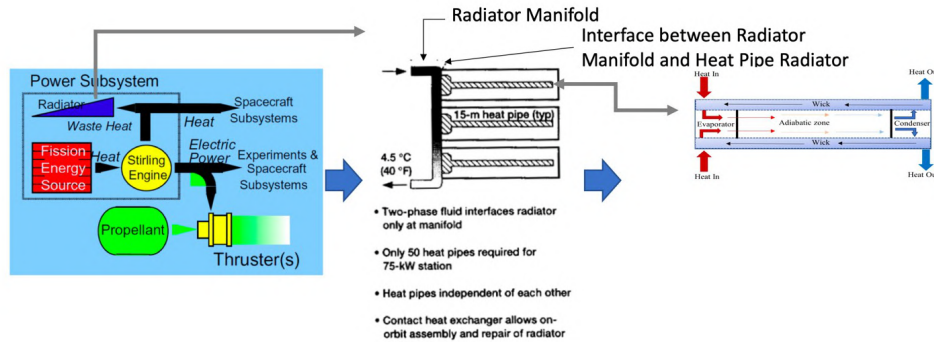 Radiator Manifold
Interface between Radiator
Manifold and Heat Pipe Radiator
Power Subsystem
Radiator
Waste Heat
Heat
Spacecraft
Subsystems
Fission
Energy
Source
Heat
Stirling
Engine
Electric
Power
Experiments &
Spacecraft
Subsystems
Propellant
Thruster(s)
15-m heat pipe (typ)
4.5 °C
(40 °F)
• Two-phase fluid interfaces radiator
only at manifold
• Only 50 heat pipes required for
75-kW station
• Heat pipes independent of each other
• Contact heat exchanger allows on-
orbit assembly and repair of radiator
Heat In
Heat Ou
Wick
Evaporator
Adiabatic zone
Condenser
Wick
Heat In
Heat Ou